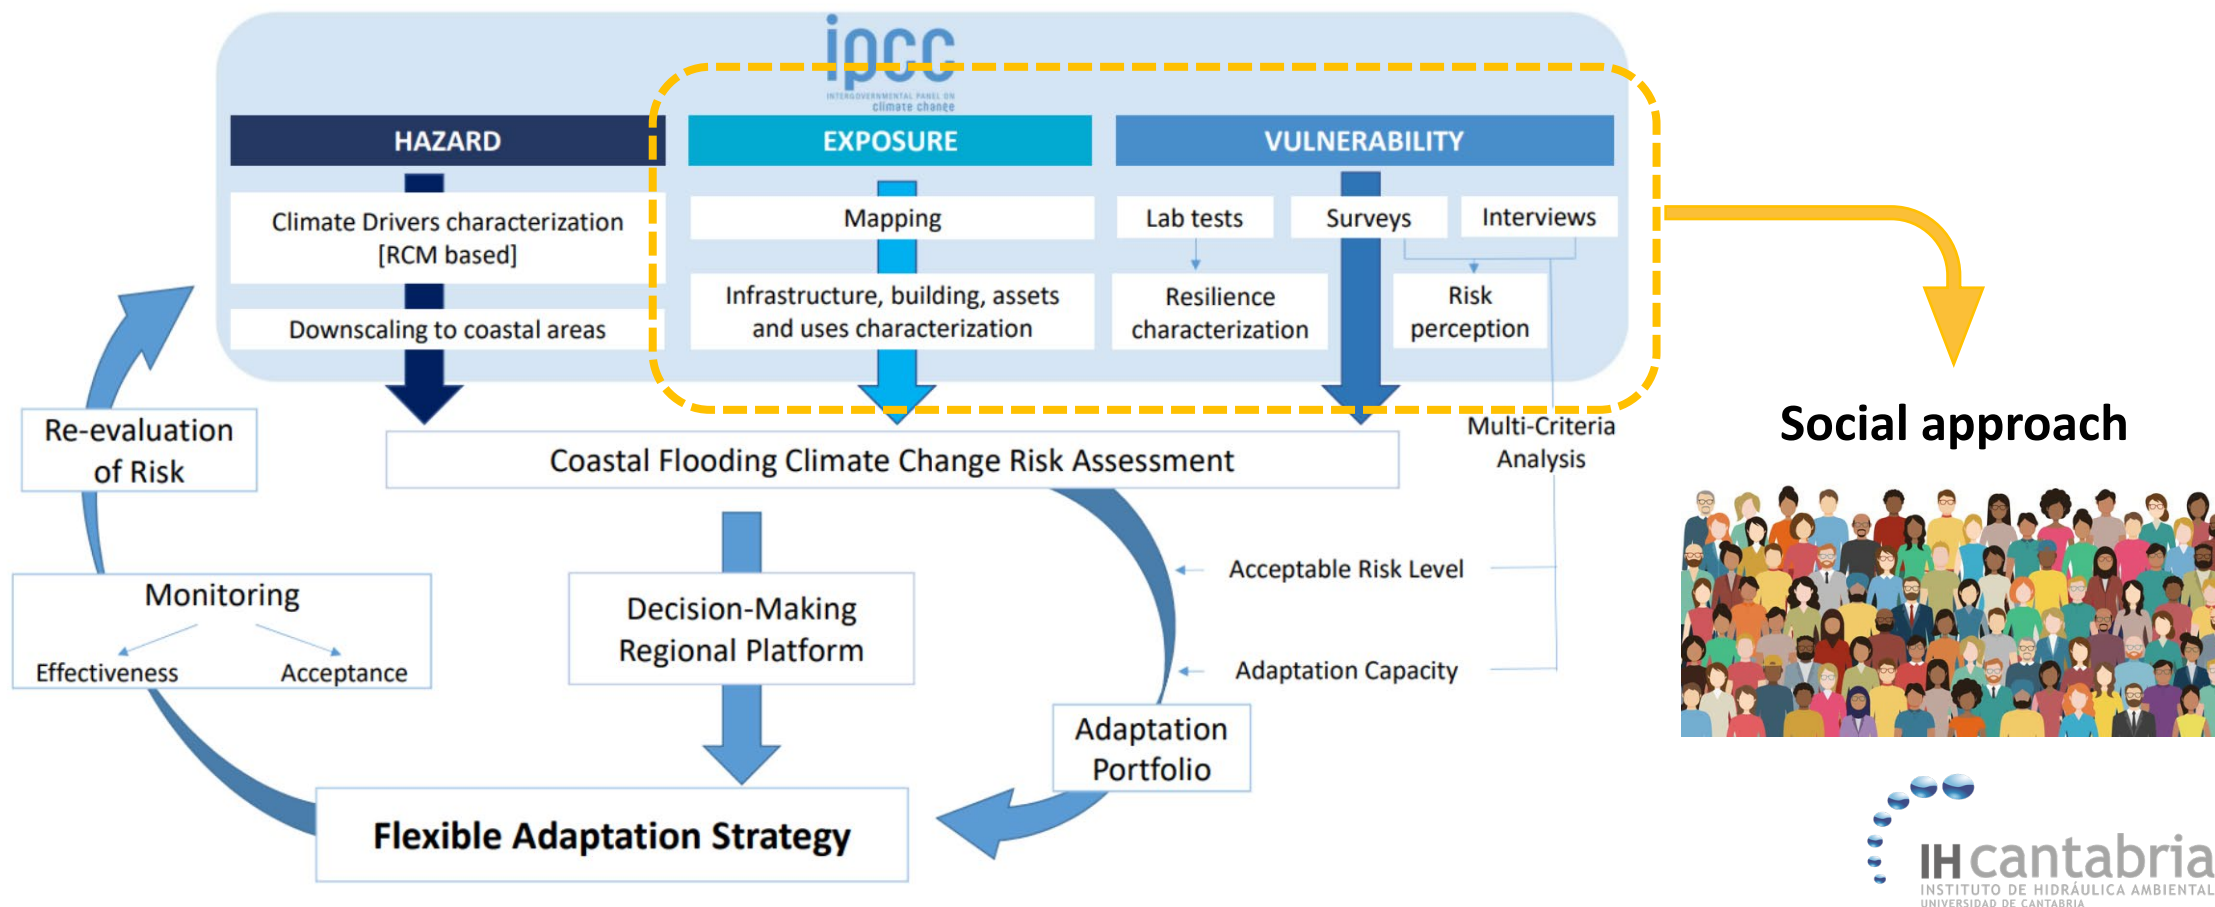 ipcc
INTERGOVERNMENTAL PANEL ON
climate change
HAZARD
EXPOSURE
VULNERABILITY
Climate Drivers characterization
[RCM based]
Downscaling to coastal areas
Mapping
Infrastructure, building, assets
and uses characterization
Lab tests
Surveys
Interviews
Resilience
characterization
Risk
perception
Re-evaluation
of Risk
Coastal Flooding Climate Change Risk Assessment
Multi-Criteria
Analysis
Social approach
Monitoring
Effectiveness
Acceptance
Decision-Making
Regional Platform
Acceptable Risk Level
Adaptation Capacity
Adaptation
Portfolio
Flexible Adaptation Strategy
IHcantabria
INSTITUTO DE HIDRÁULICA AMBIENTAL
UNIVERSIDAD DE CANTABRIA